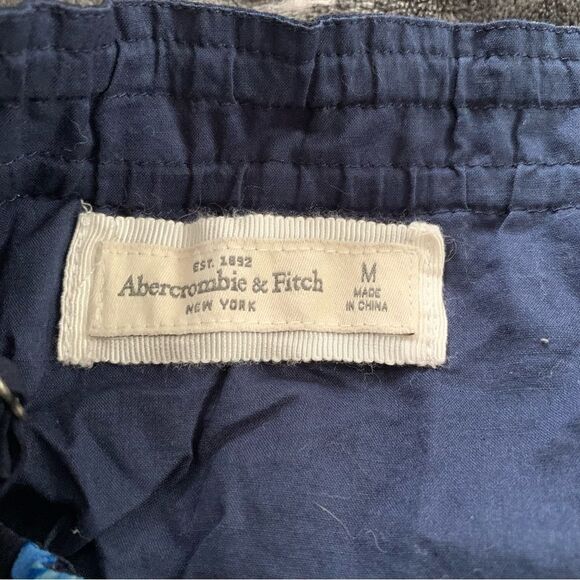 EST. 1892
Abercrombie & Fitch
NEW YORK
M
MADE
IN CHINA